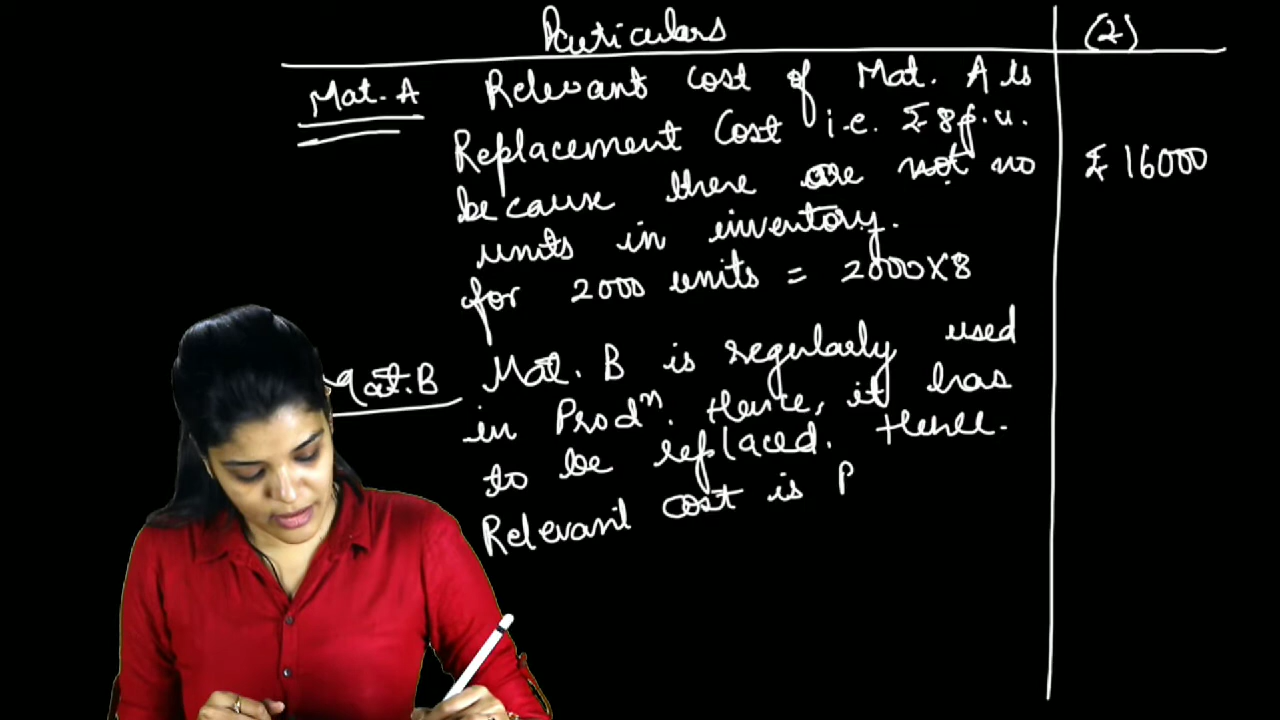 Particulars (₹)
Mat. A Relevant cost of Mat. A is
Replacement Cost i.e. ₹ 8 p.u.
because there are not no ₹ 16000
units in inventory.
for 2000 units = 2000 X 8
Mat. B Mat. B is regularly used
in Prodⁿ. Hence, it has
to be replaced. Hence.
Relevant cost is P